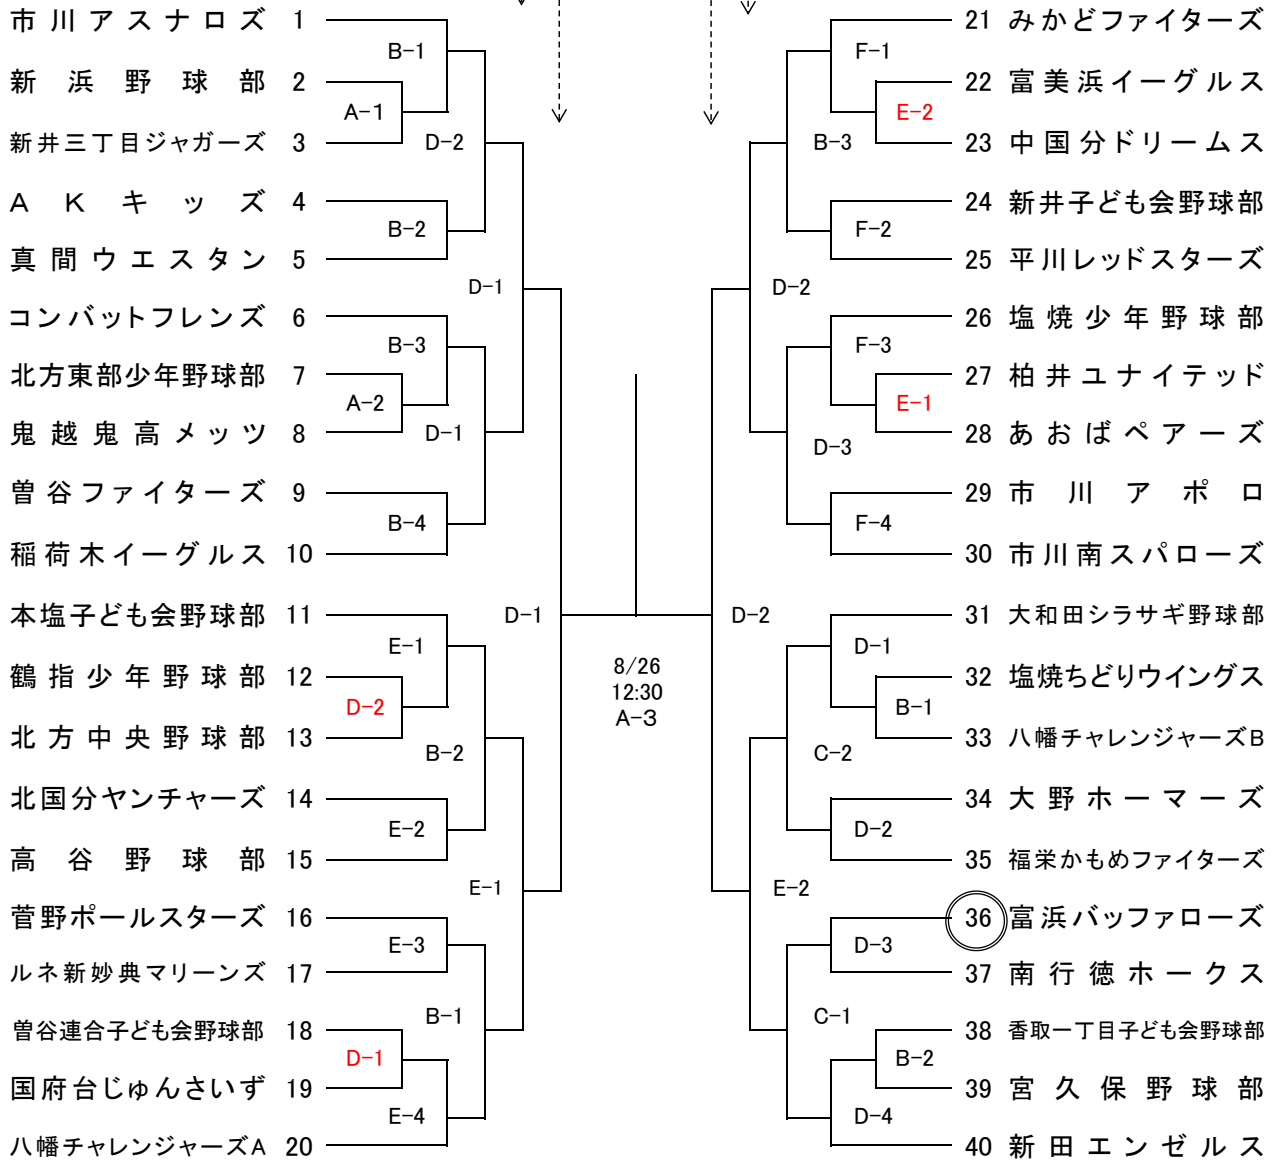 市川アスナロズ 1
新浜野球部 2
新井三丁目ジャガーズ 3
AKキッズ 4
真間ウエスタン 5
コンバットフレンズ 6
北方東部少年野球部 7
鬼越鬼高メッツ 8
曽谷ファイターズ 9
稲荷木イーグルス 10
本塩子ども会野球部 11
鶴指少年野球部 12
北方中央野球部 13
北国分ヤンチャーズ 14
高谷野球部 15
菅野ポールスターズ 16
ルネ新妙典マリーンズ 17
曽谷連合子ども会野球部 18
国府台じゅんさいず 19
八幡チャレンジャーズA 20
B-1
A-1
D-2
B-2
D-1
B-3
A-2
D-1
B-4
D-1
E-1
D-2
B-2
E-2
E-1
E-3
B-1
D-1
E-4
8/26
12:30
A-3
F-1
E-2
B-3
F-2
D-2
F-3
E-1
D-3
F-4
D-2
D-1
B-1
C-2
D-2
E-2
D-3
C-1
B-2
D-4
21 みかどファイターズ
22 富美浜イーグルス
23 中国分ドリームス
24 新井子ども会野球部
25 平川レッドスターズ
26 塩焼少年野球部
27 柏井ユナイテッド
28 あおばペアーズ
29 市川アポロ
30 市川南スパローズ
31 大和田シラサギ野球部
32 塩焼ちどりウイングス
33 八幡チャレンジャーズB
34 大野ホーマーズ
35 福栄かもめファイターズ
36 富浜バッファローズ
37 南行徳ホークス
38 香取一丁目子ども会野球部
39 宮久保野球部
40 新田エンゼルス